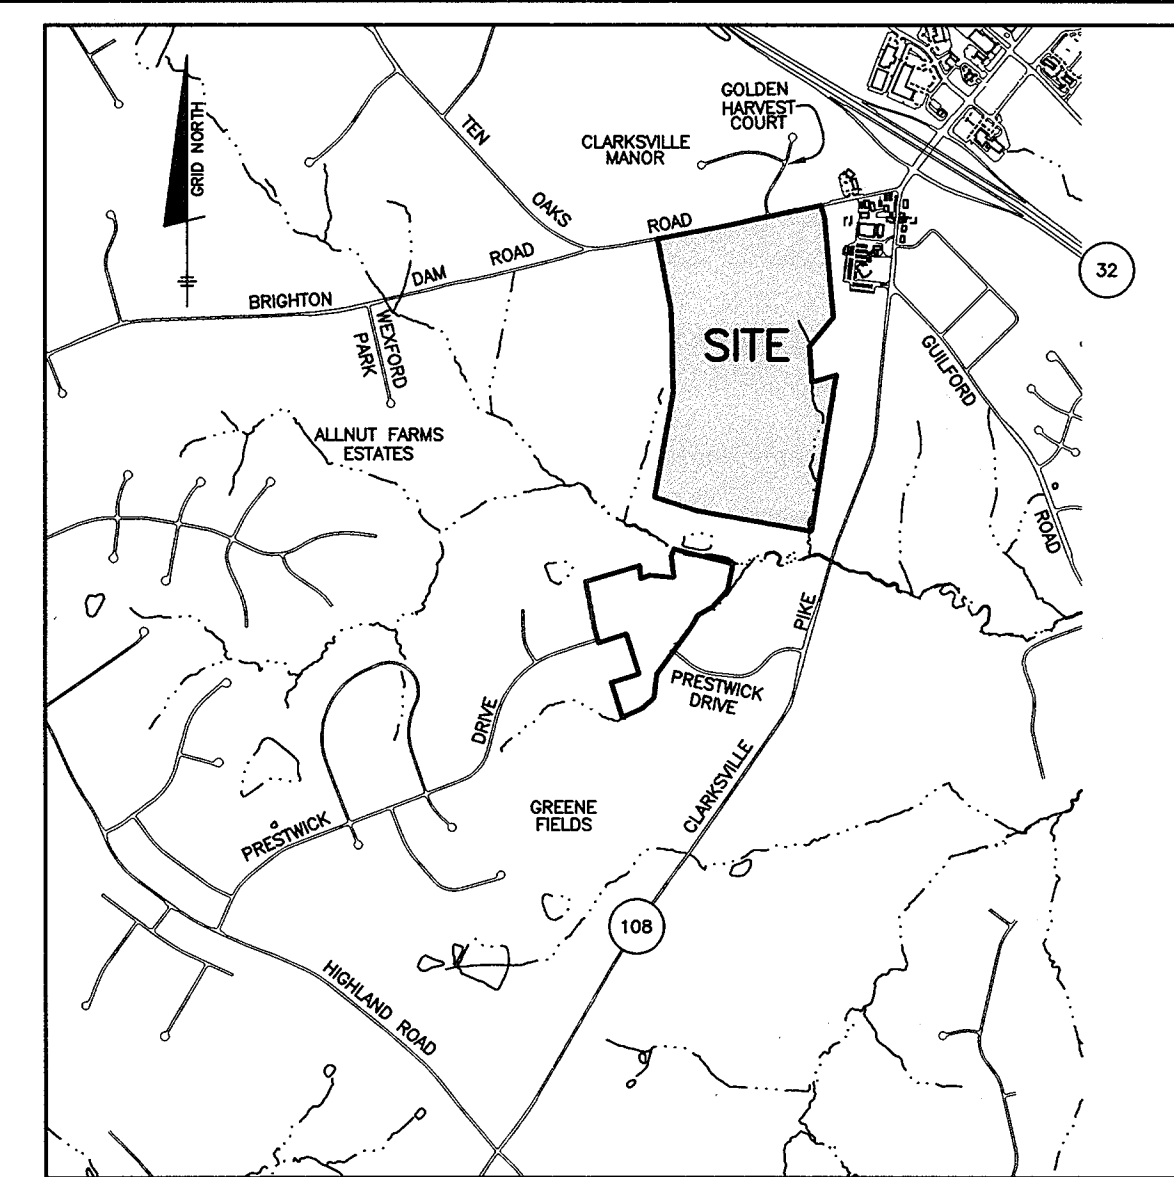 GOLDEN
HARVEST
COURT
CLARKSVILLE
MANOR
GRID NORTH
TEN
OAKS
ROAD
32
BRIGHTON
DAM
ROAD
WEXFORD
PARK
SITE
GUILFORD
ROAD
ALLNUT FARMS
ESTATES
PIKE
PRESTWICK
DRIVE
DRIVE
PRESTWICK
GREENE
FIELDS
CLARKSVILLE
108
HIGHLAND ROAD